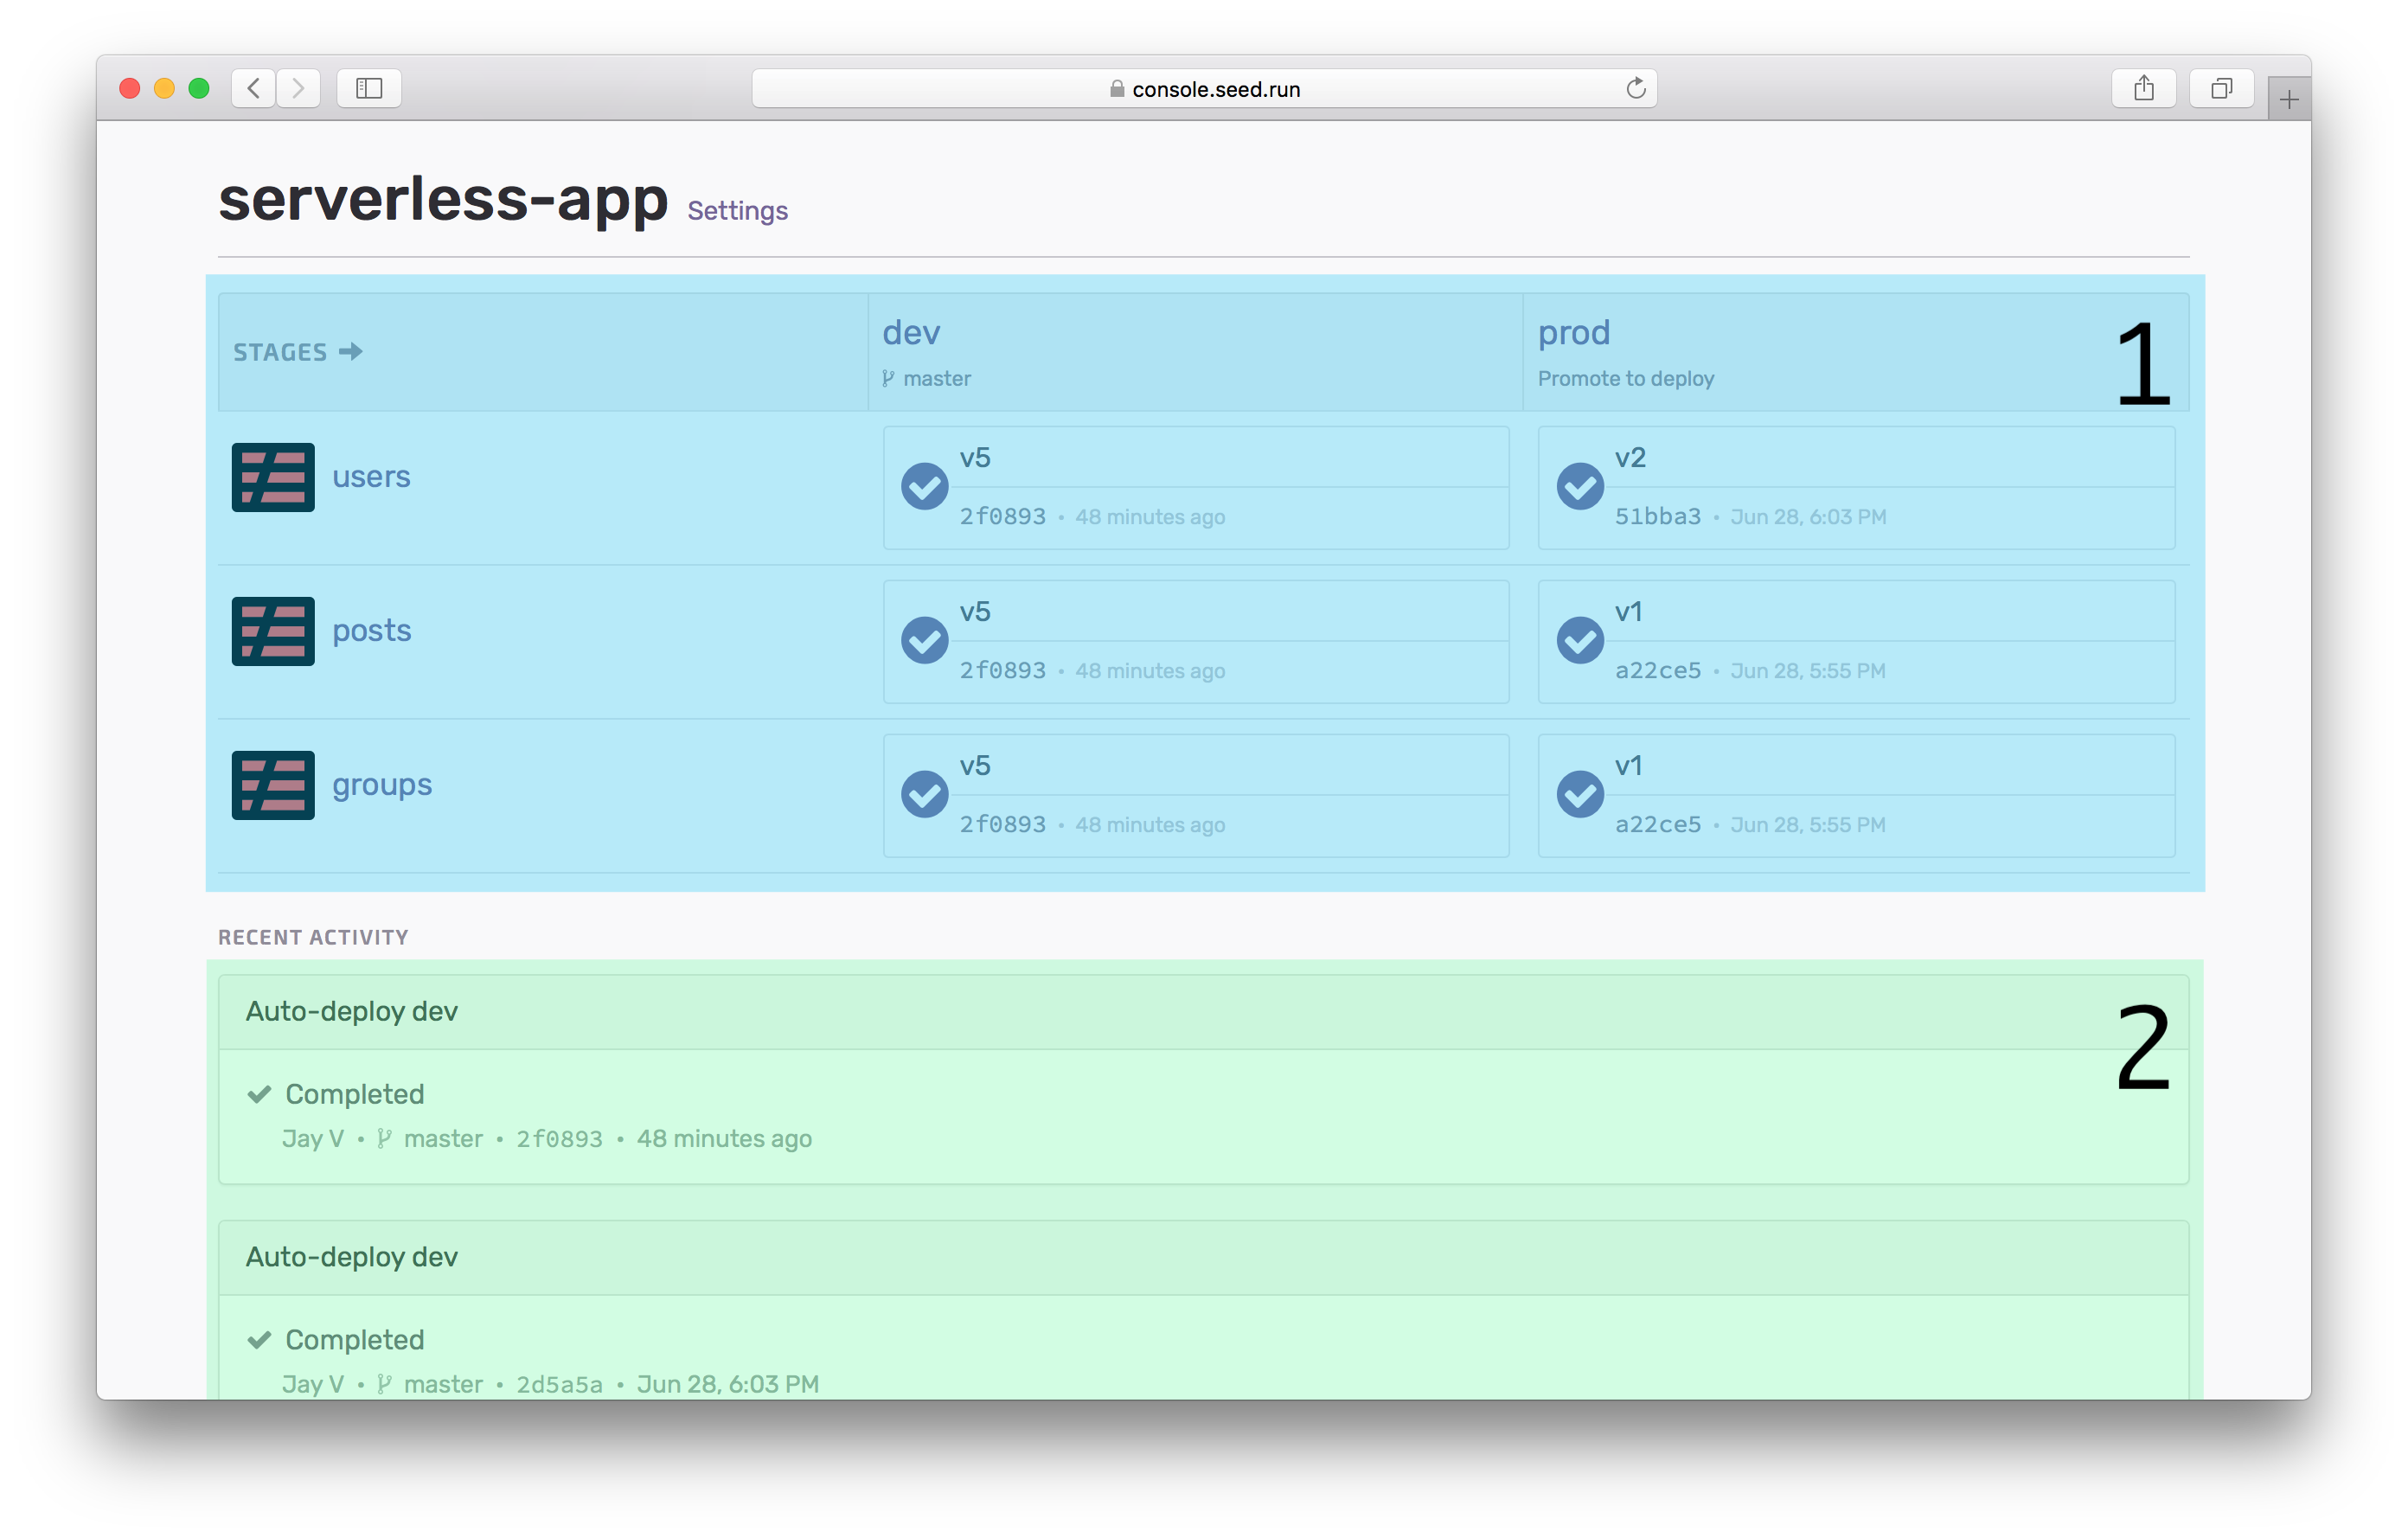 console.seed.run
serverless-app Settings
STAGES
dev
master
prod
Promote to deploy
1
users
v5
2f0893 • 48 minutes ago
v2
51bba3 • Jun 28, 6:03 PM
posts
v5
2f0893 • 48 minutes ago
v1
a22ce5 • Jun 28, 5:55 PM
groups
v5
2f0893 • 48 minutes ago
v1
a22ce5 • Jun 28, 5:55 PM
RECENT ACTIVITY
2
Auto-deploy dev
Completed
Jay V • master • 2f0893 • 48 minutes ago
Auto-deploy dev
Completed
Jay V • master • 2d5a5a • Jun 28, 6:03 PM